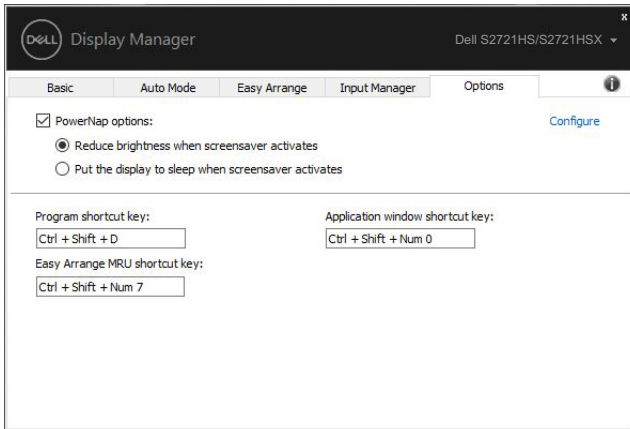 x
DELL Display Manager
Dell S2721HS/S2721HSX
Basic Auto Mode Easy Arrange Input Manager Options i
PowerNap options: Configure
Reduce brightness when screensaver activates
Put the display to sleep when screensaver activates
Program shortcut key: Application window shortcut key:
Ctrl + Shift + D Ctrl + Shift + Num 0
Easy Arrange MRU shortcut key:
Ctrl + Shift + Num 7